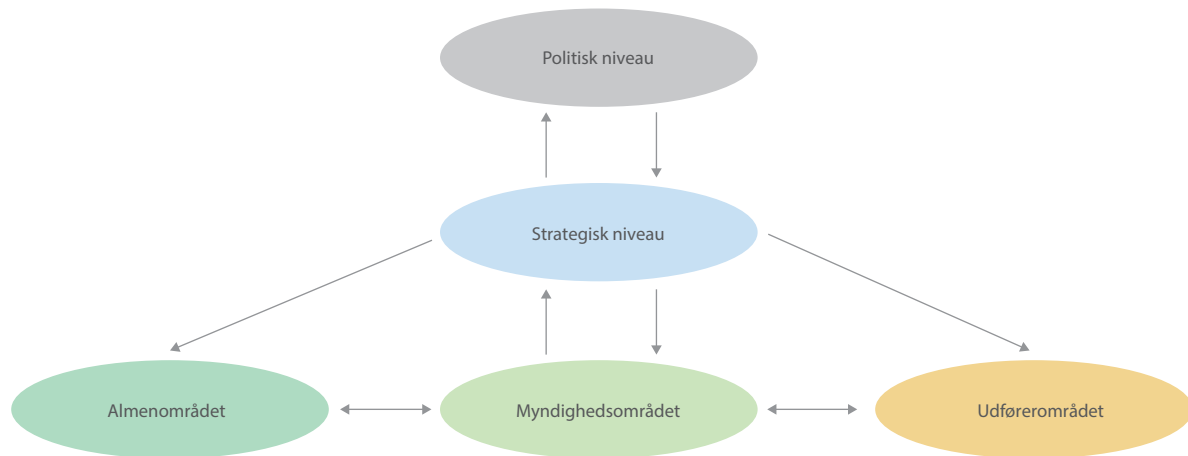 Politisk niveau
Strategisk niveau
Almenområdet
Myndighedsområdet
Udførerområdet